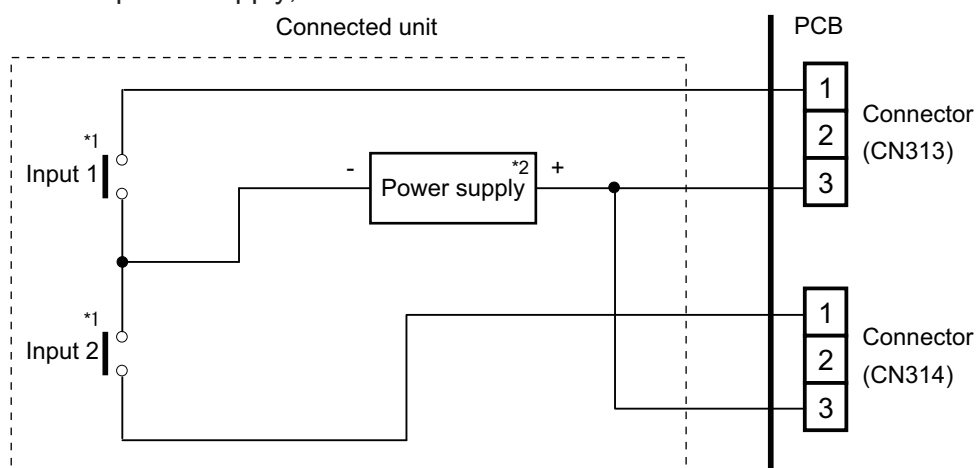 Connected unit
PCB
1
2
3
Connector
(CN313)
*1
Input 1
-
Power supply
*2
+
*1
Input 2
1
2
3
Connector
(CN314)